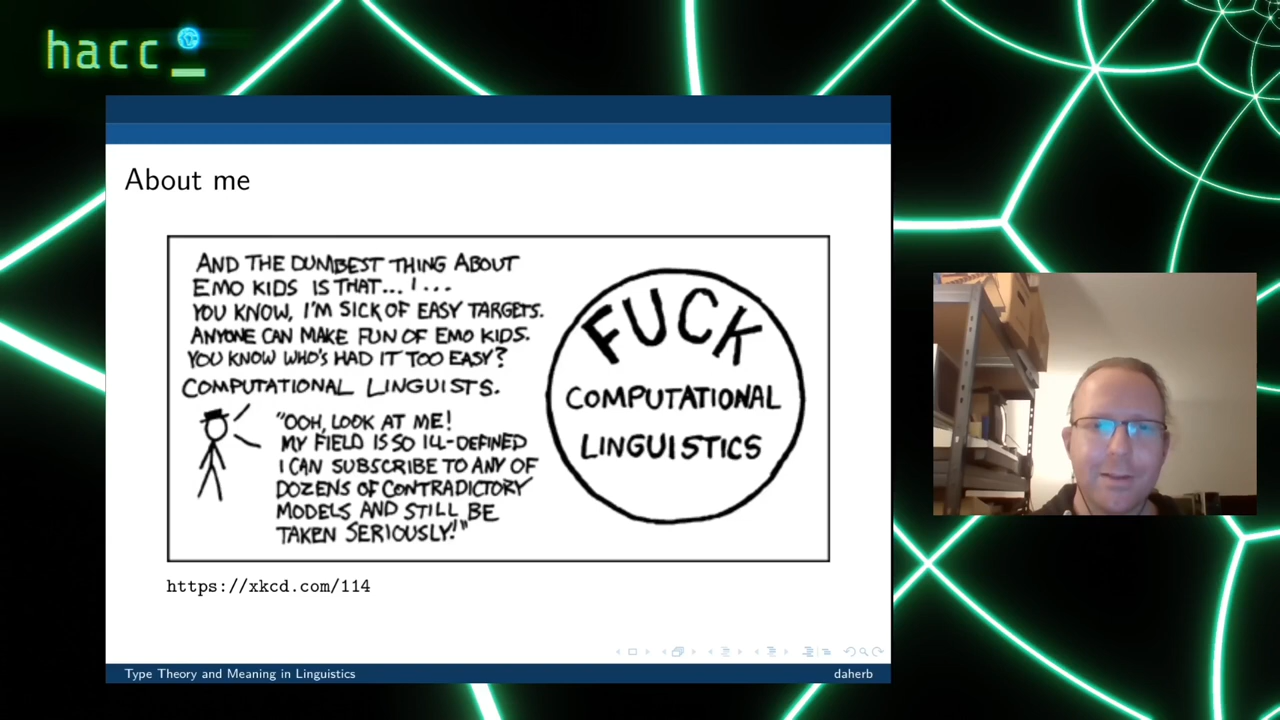 hacc_
About me
AND THE DUMBEST THING ABOUT
EMO KIDS IS THAT... I...
YOU KNOW, I'M SICK OF EASY TARGETS.
ANYONE CAN MAKE FUN OF EMO KIDS.
YOU KNOW WHO'S HAD IT TOO EASY?
COMPUTATIONAL LINGUISTS.
"OOH, LOOK AT ME!
MY FIELD IS SO ILL-DEFINED
I CAN SUBSCRIBE TO ANY OF
DOZENS OF CONTRADICTORY
MODELS AND STILL BE
TAKEN SERIOUSLY!"
FUCK
COMPUTATIONAL
LINGUISTICS
https://xkcd.com/114
Type Theory and Meaning in Linguistics
daherb